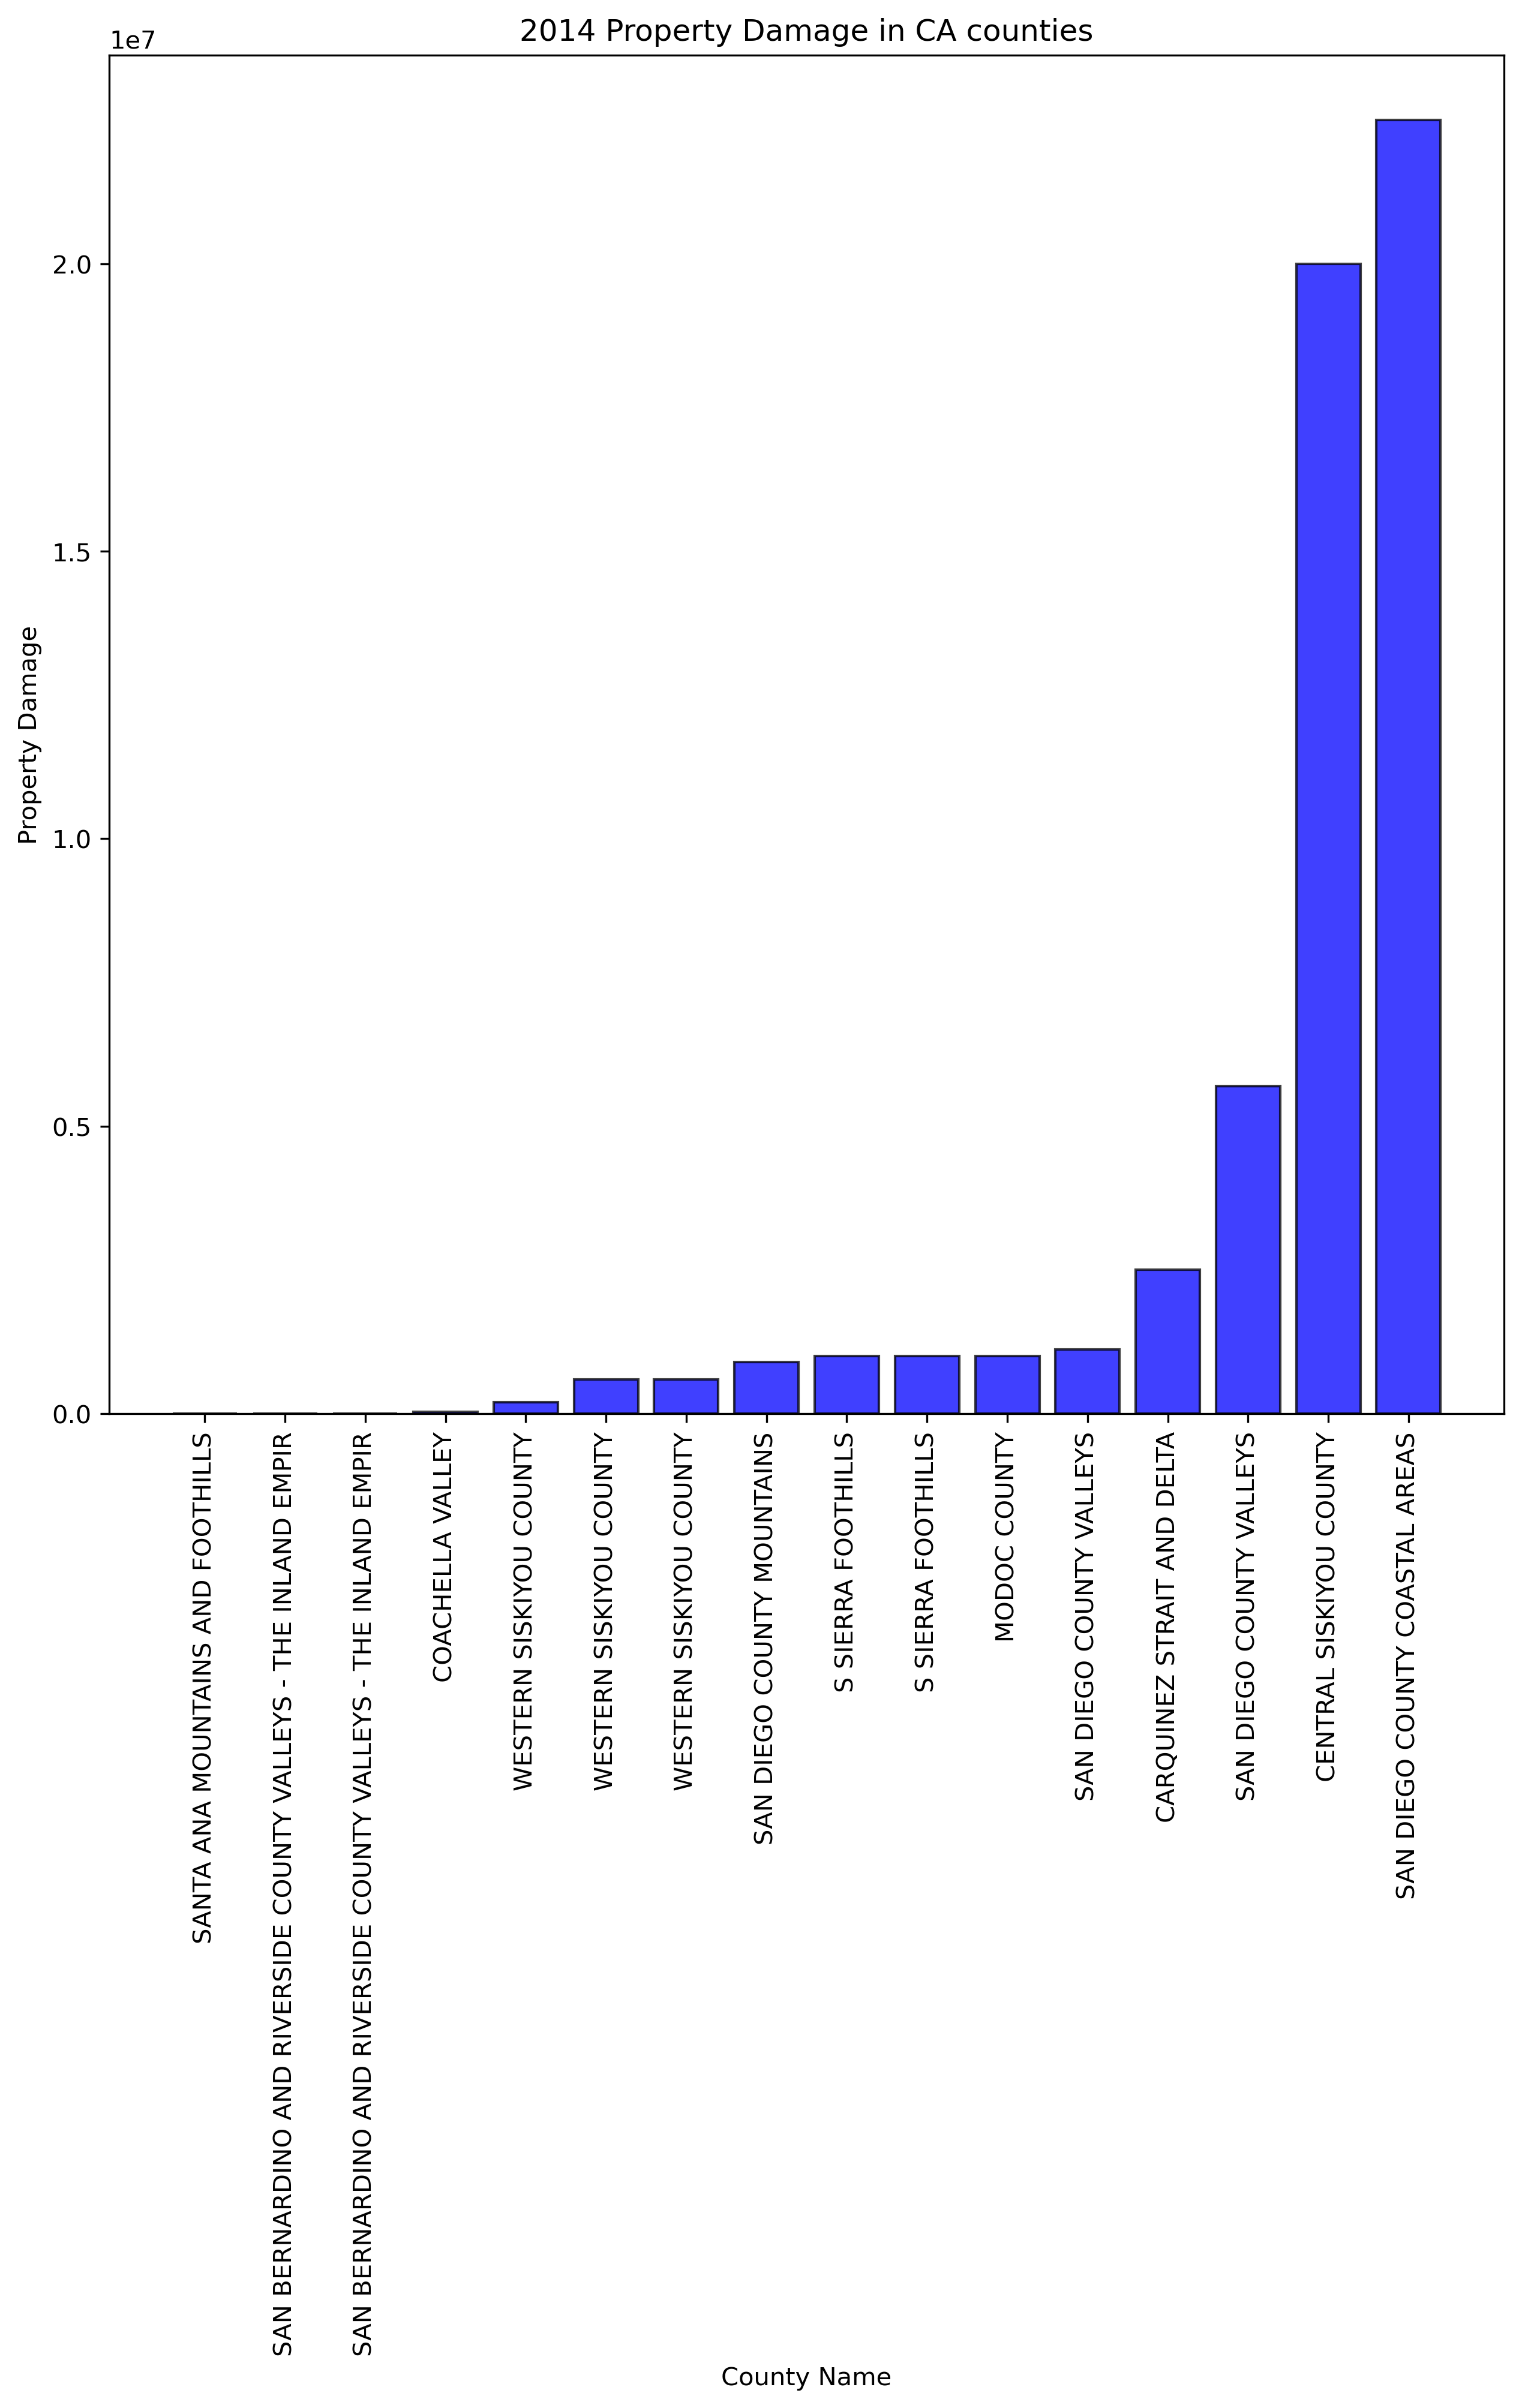 2014 Property Damage in CA counties
1e7
2.0
1.5
1.0
0.5
0.0
Property Damage
SANTA ANA MOUNTAINS AND FOOTHILLS
SAN BERNARDINO AND RIVERSIDE COUNTY VALLEYS - THE INLAND EMPIR
SAN BERNARDINO AND RIVERSIDE COUNTY VALLEYS - THE INLAND EMPIR
COACHELLA VALLEY
WESTERN SISKIYOU COUNTY
WESTERN SISKIYOU COUNTY
WESTERN SISKIYOU COUNTY
SAN DIEGO COUNTY MOUNTAINS
S SIERRA FOOTHILLS
S SIERRA FOOTHILLS
MODOC COUNTY
SAN DIEGO COUNTY VALLEYS
CARQUINEZ STRAIT AND DELTA
SAN DIEGO COUNTY VALLEYS
CENTRAL SISKIYOU COUNTY
SAN DIEGO COUNTY COASTAL AREAS
County Name